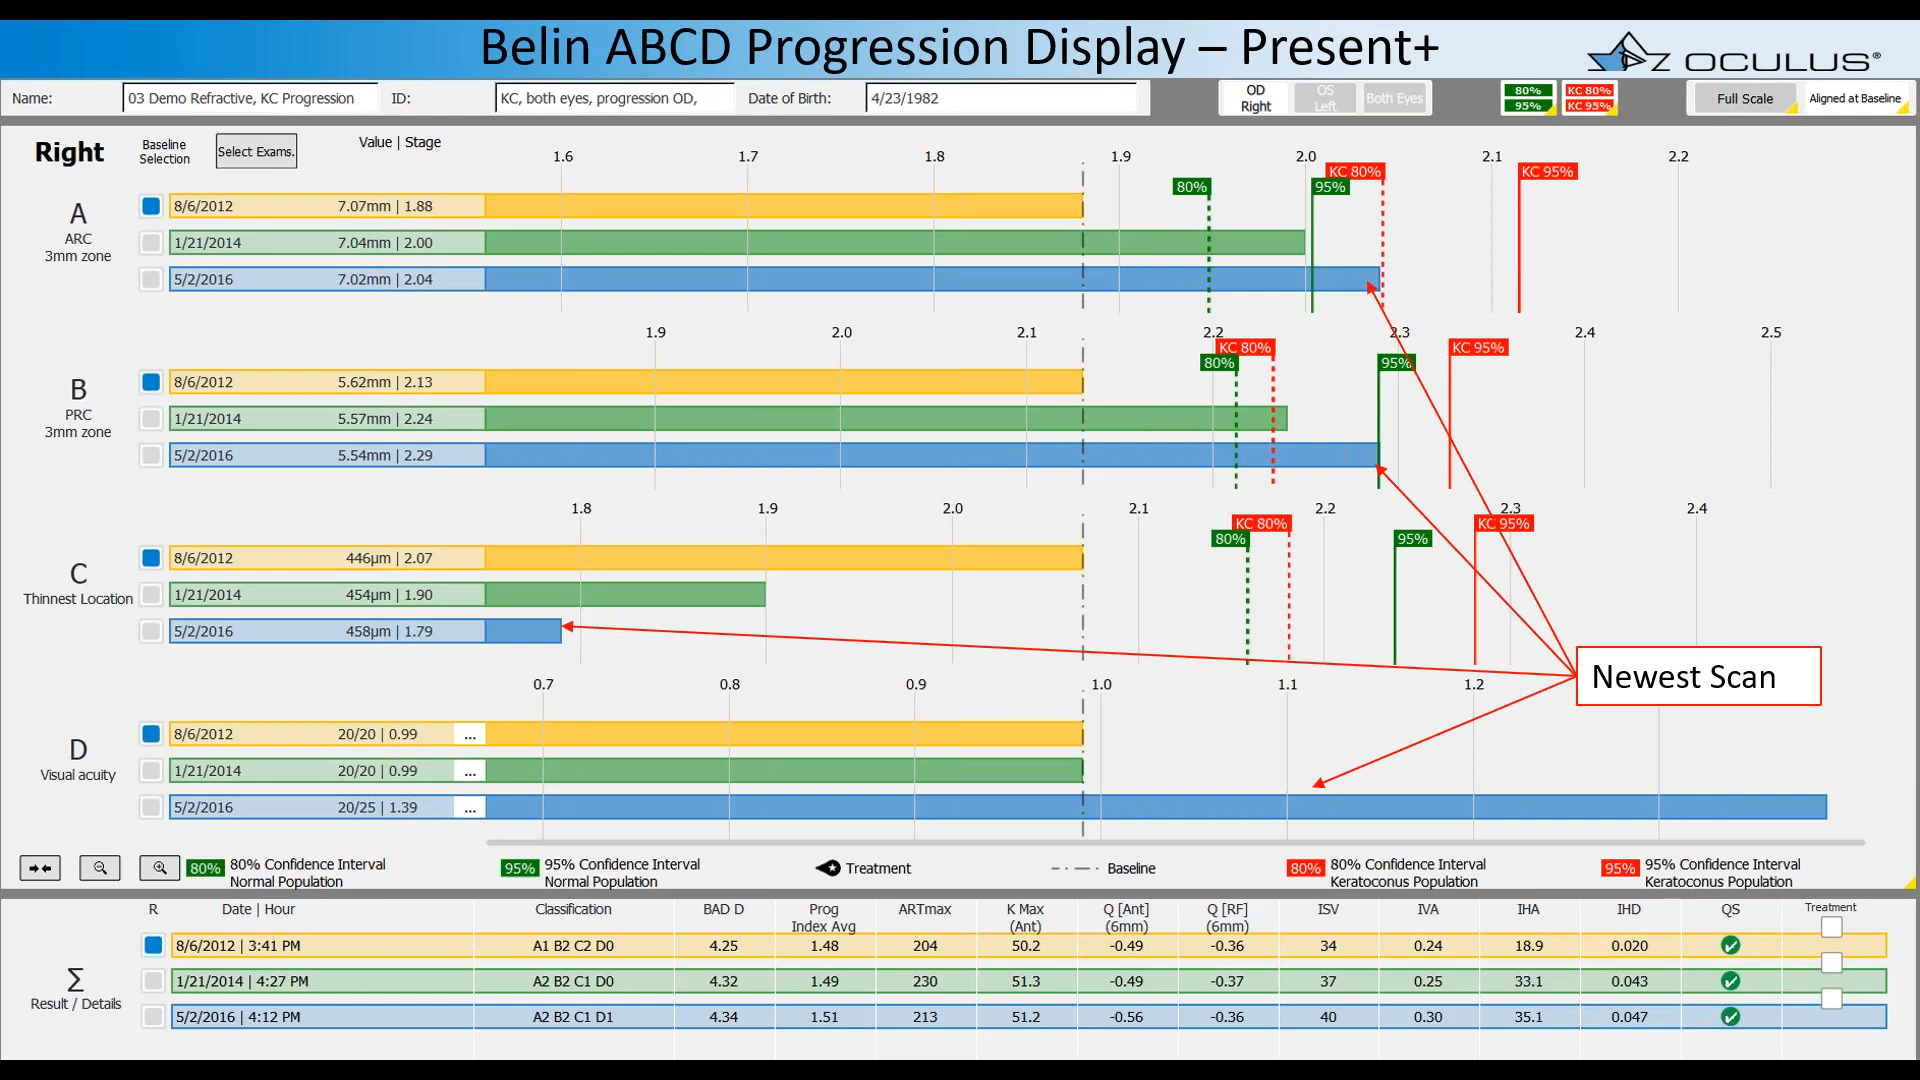 Belin ABCD Progression Display – Present+
OCULUS®
Name: 03 Demo Refractive, KC Progression ID: KC, both eyes, progression OD, Date of Birth: 4/23/1982
OD Right OS Left Both Eyes
80% 95% KC 80% KC 95%
Full Scale Aligned at Baseline
Right Baseline Selection Select Exams. Value | Stage
1.6 1.7 1.8 1.9 2.0 2.1 2.2
KC 80% KC 95%
80% 95%
A
ARC
3mm zone
8/6/2012 7.07mm | 1.88
1/21/2014 7.04mm | 2.00
5/2/2016 7.02mm | 2.04
1.9 2.0 2.1 2.2 2.3 2.4 2.5
KC 80% KC 95%
80% 95%
B
PRC
3mm zone
8/6/2012 5.62mm | 2.13
1/21/2014 5.57mm | 2.24
5/2/2016 5.54mm | 2.29
1.8 1.9 2.0 2.1 2.2 2.3 2.4
KC 80% KC 95%
80% 95%
C
Thinnest Location
8/6/2012 446µm | 2.07
1/21/2014 454µm | 1.90
5/2/2016 458µm | 1.79
Newest Scan
0.7 0.8 0.9 1.0 1.1 1.2
D
Visual acuity
8/6/2012 20/20 | 0.99 ...
1/21/2014 20/20 | 0.99 ...
5/2/2016 20/25 | 1.39 ...
80% 80% Confidence Interval Normal Population
95% 95% Confidence Interval Normal Population
Treatment
Baseline
80% 80% Confidence Interval Keratoconus Population
95% 95% Confidence Interval Keratoconus Population
R Date | Hour Classification BAD D Prog Index Avg ARTmax K Max (Ant) Q [Ant] (6mm) Q [RF] (6mm) ISV IVA IHA IHD QS Treatment
Σ
Result / Details
8/6/2012 | 3:41 PM A1 B2 C2 D0 4.25 1.48 204 50.2 -0.49 -0.36 34 0.24 18.9 0.020
1/21/2014 | 4:27 PM A2 B2 C1 D0 4.32 1.49 230 51.3 -0.49 -0.37 37 0.25 33.1 0.043
5/2/2016 | 4:12 PM A2 B2 C1 D1 4.34 1.51 213 51.2 -0.56 -0.36 40 0.30 35.1 0.047